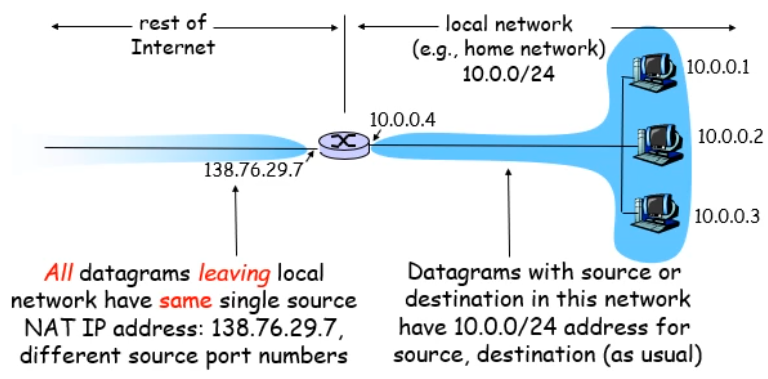 rest of
Internet
local network
(e.g., home network)
10.0.0/24
10.0.0.1
10.0.0.4
10.0.0.2
138.76.29.7
10.0.0.3
All datagrams leaving local
network have same single source
NAT IP address: 138.76.29.7,
different source port numbers
Datagrams with source or
destination in this network
have 10.0.0/24 address for
source, destination (as usual)